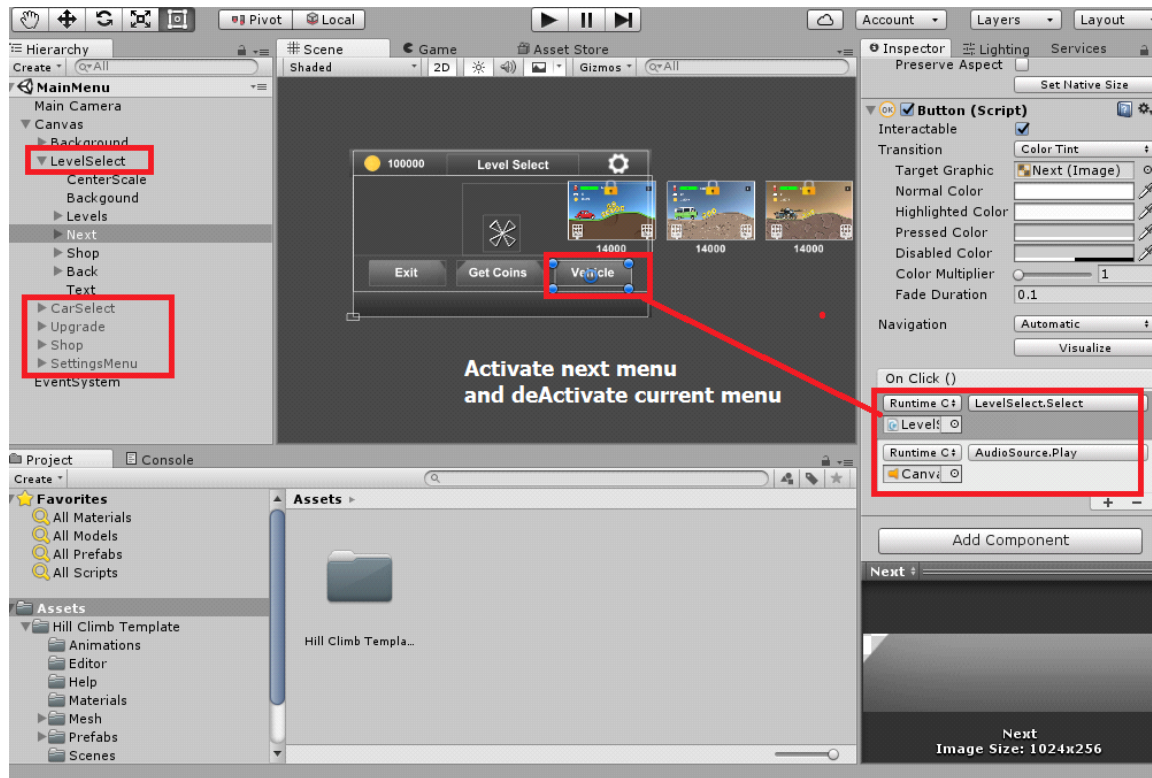 Pivot
Local
Account
Layers
Layout
Hierarchy
Create
All
MainMenu
Main Camera
Canvas
Background
LevelSelect
CenterScale
Backgound
Levels
Next
Shop
Back
Text
CarSelect
Upgrade
Shop
SettingsMenu
EventSystem
Scene
Game
Asset Store
Shaded
2D
Gizmos
All
100000
Level Select
14000
14000
14000
Exit
Get Coins
Vehicle
Activate next menu
and deActivate current menu
Inspector
Lighting
Services
Preserve Aspect
Set Native Size
OK
Button (Script)
Interactable
Transition
Color Tint
Target Graphic
Next (Image)
Normal Color
Highlighted Color
Pressed Color
Disabled Color
Color Multiplier
1
Fade Duration
0.1
Navigation
Automatic
Visualize
On Click ()
Runtime C
LevelSelect.Select
Level
Runtime C
AudioSource.Play
Canva
Add Component
Next
Next
Image Size: 1024x256
Project
Console
Create
Favorites
All Materials
All Models
All Prefabs
All Scripts
Assets
Hill Climb Template
Animations
Editor
Help
Materials
Mesh
Prefabs
Scenes
Assets
Hill Climb Templa...